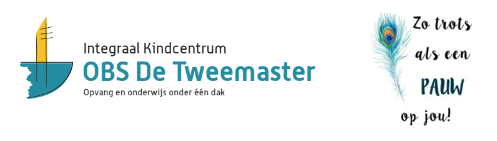 Integraal Kindcentrum
OBS De Tweemaster
Opvang en onderwijs onder één dak
Zo trots
als een
PAUW
op jou!